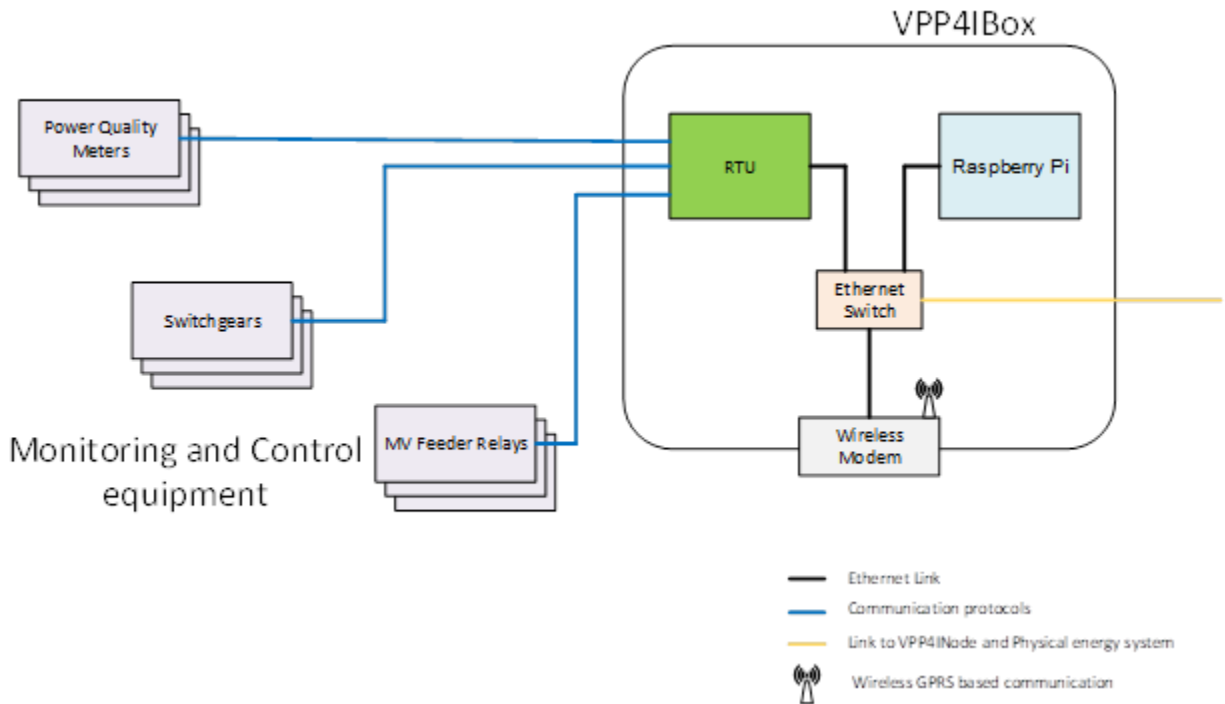 VPP4IBox
Power Quality
Meters
RTU
Raspberry Pi
Switchgears
Ethernet
Switch
MV Feeder Relays
Wireless
Modem
Monitoring and Control
equipment
Ethernet Link
Communication protocols
Link to VPP4INode and Physical energy system
Wireless GPRS based communication